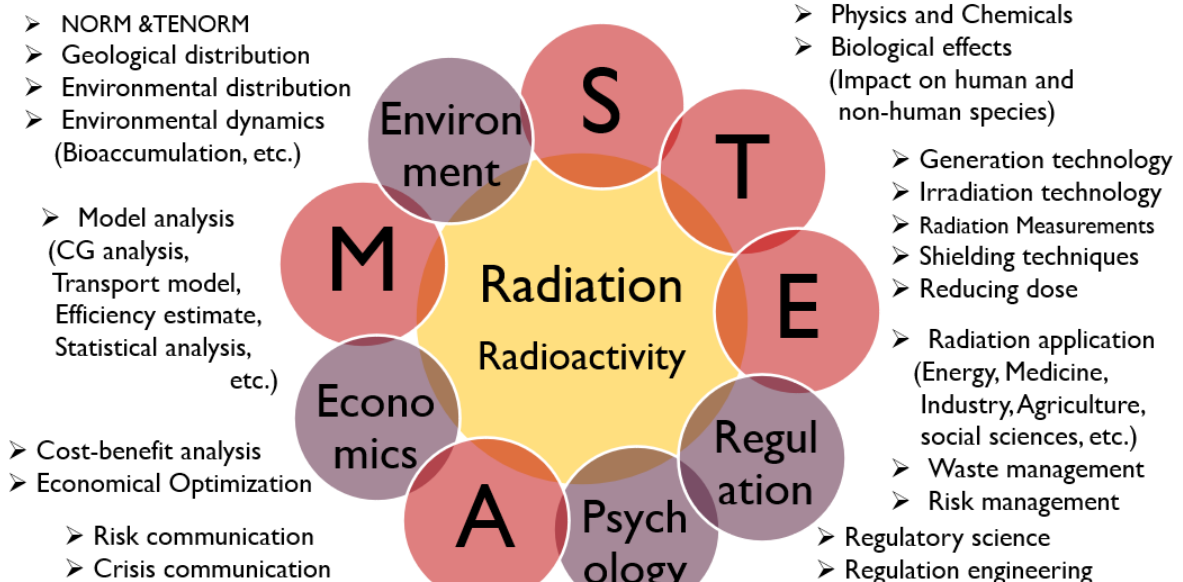 ➢ NORM &TENORM
➢ Geological distribution
➢ Environmental distribution
➢ Environmental dynamics
(Bioaccumulation, etc.)
➢ Model analysis
(CG analysis,
Transport model,
Efficiency estimate,
Statistical analysis,
etc.)
➢ Cost-benefit analysis
➢ Economical Optimization
➢ Risk communication
➢ Crisis communication
Environ
ment
S
T
M
E
Radiation
Radioactivity
Econo
mics
Regul
ation
A
Psych
ology
➢ Physics and Chemicals
➢ Biological effects
(Impact on human and
non-human species)
➢ Generation technology
➢ Irradiation technology
➢ Radiation Measurements
➢ Shielding techniques
➢ Reducing dose
➢ Radiation application
(Energy, Medicine,
Industry, Agriculture,
social sciences, etc.)
➢ Waste management
➢ Risk management
➢ Regulatory science
➢ Regulation engineering